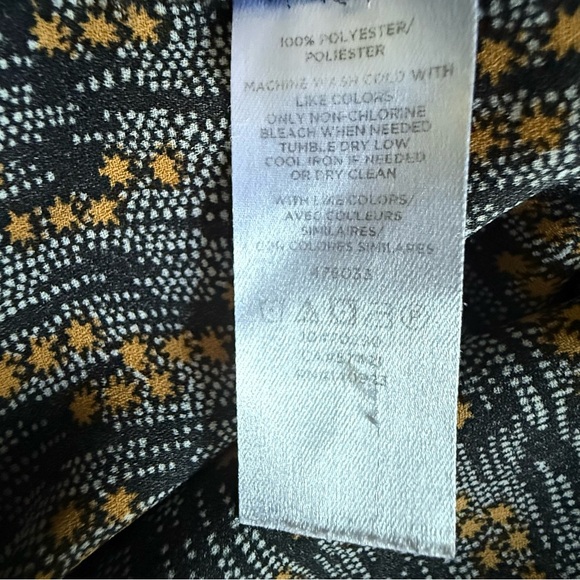 100% POLYESTER/
POLIESTER
MACHINE WASH COLD WITH
LIKE COLORS
ONLY NON-CHLORINE
BLEACH WHEN NEEDED
TUMBLE DRY LOW
COOL IRON IF NEEDED
OR DRY CLEAN
WITH LIKE COLORS/
AVEC COULEURS
SIMILAIRES/
CON COLORES SIMILARES